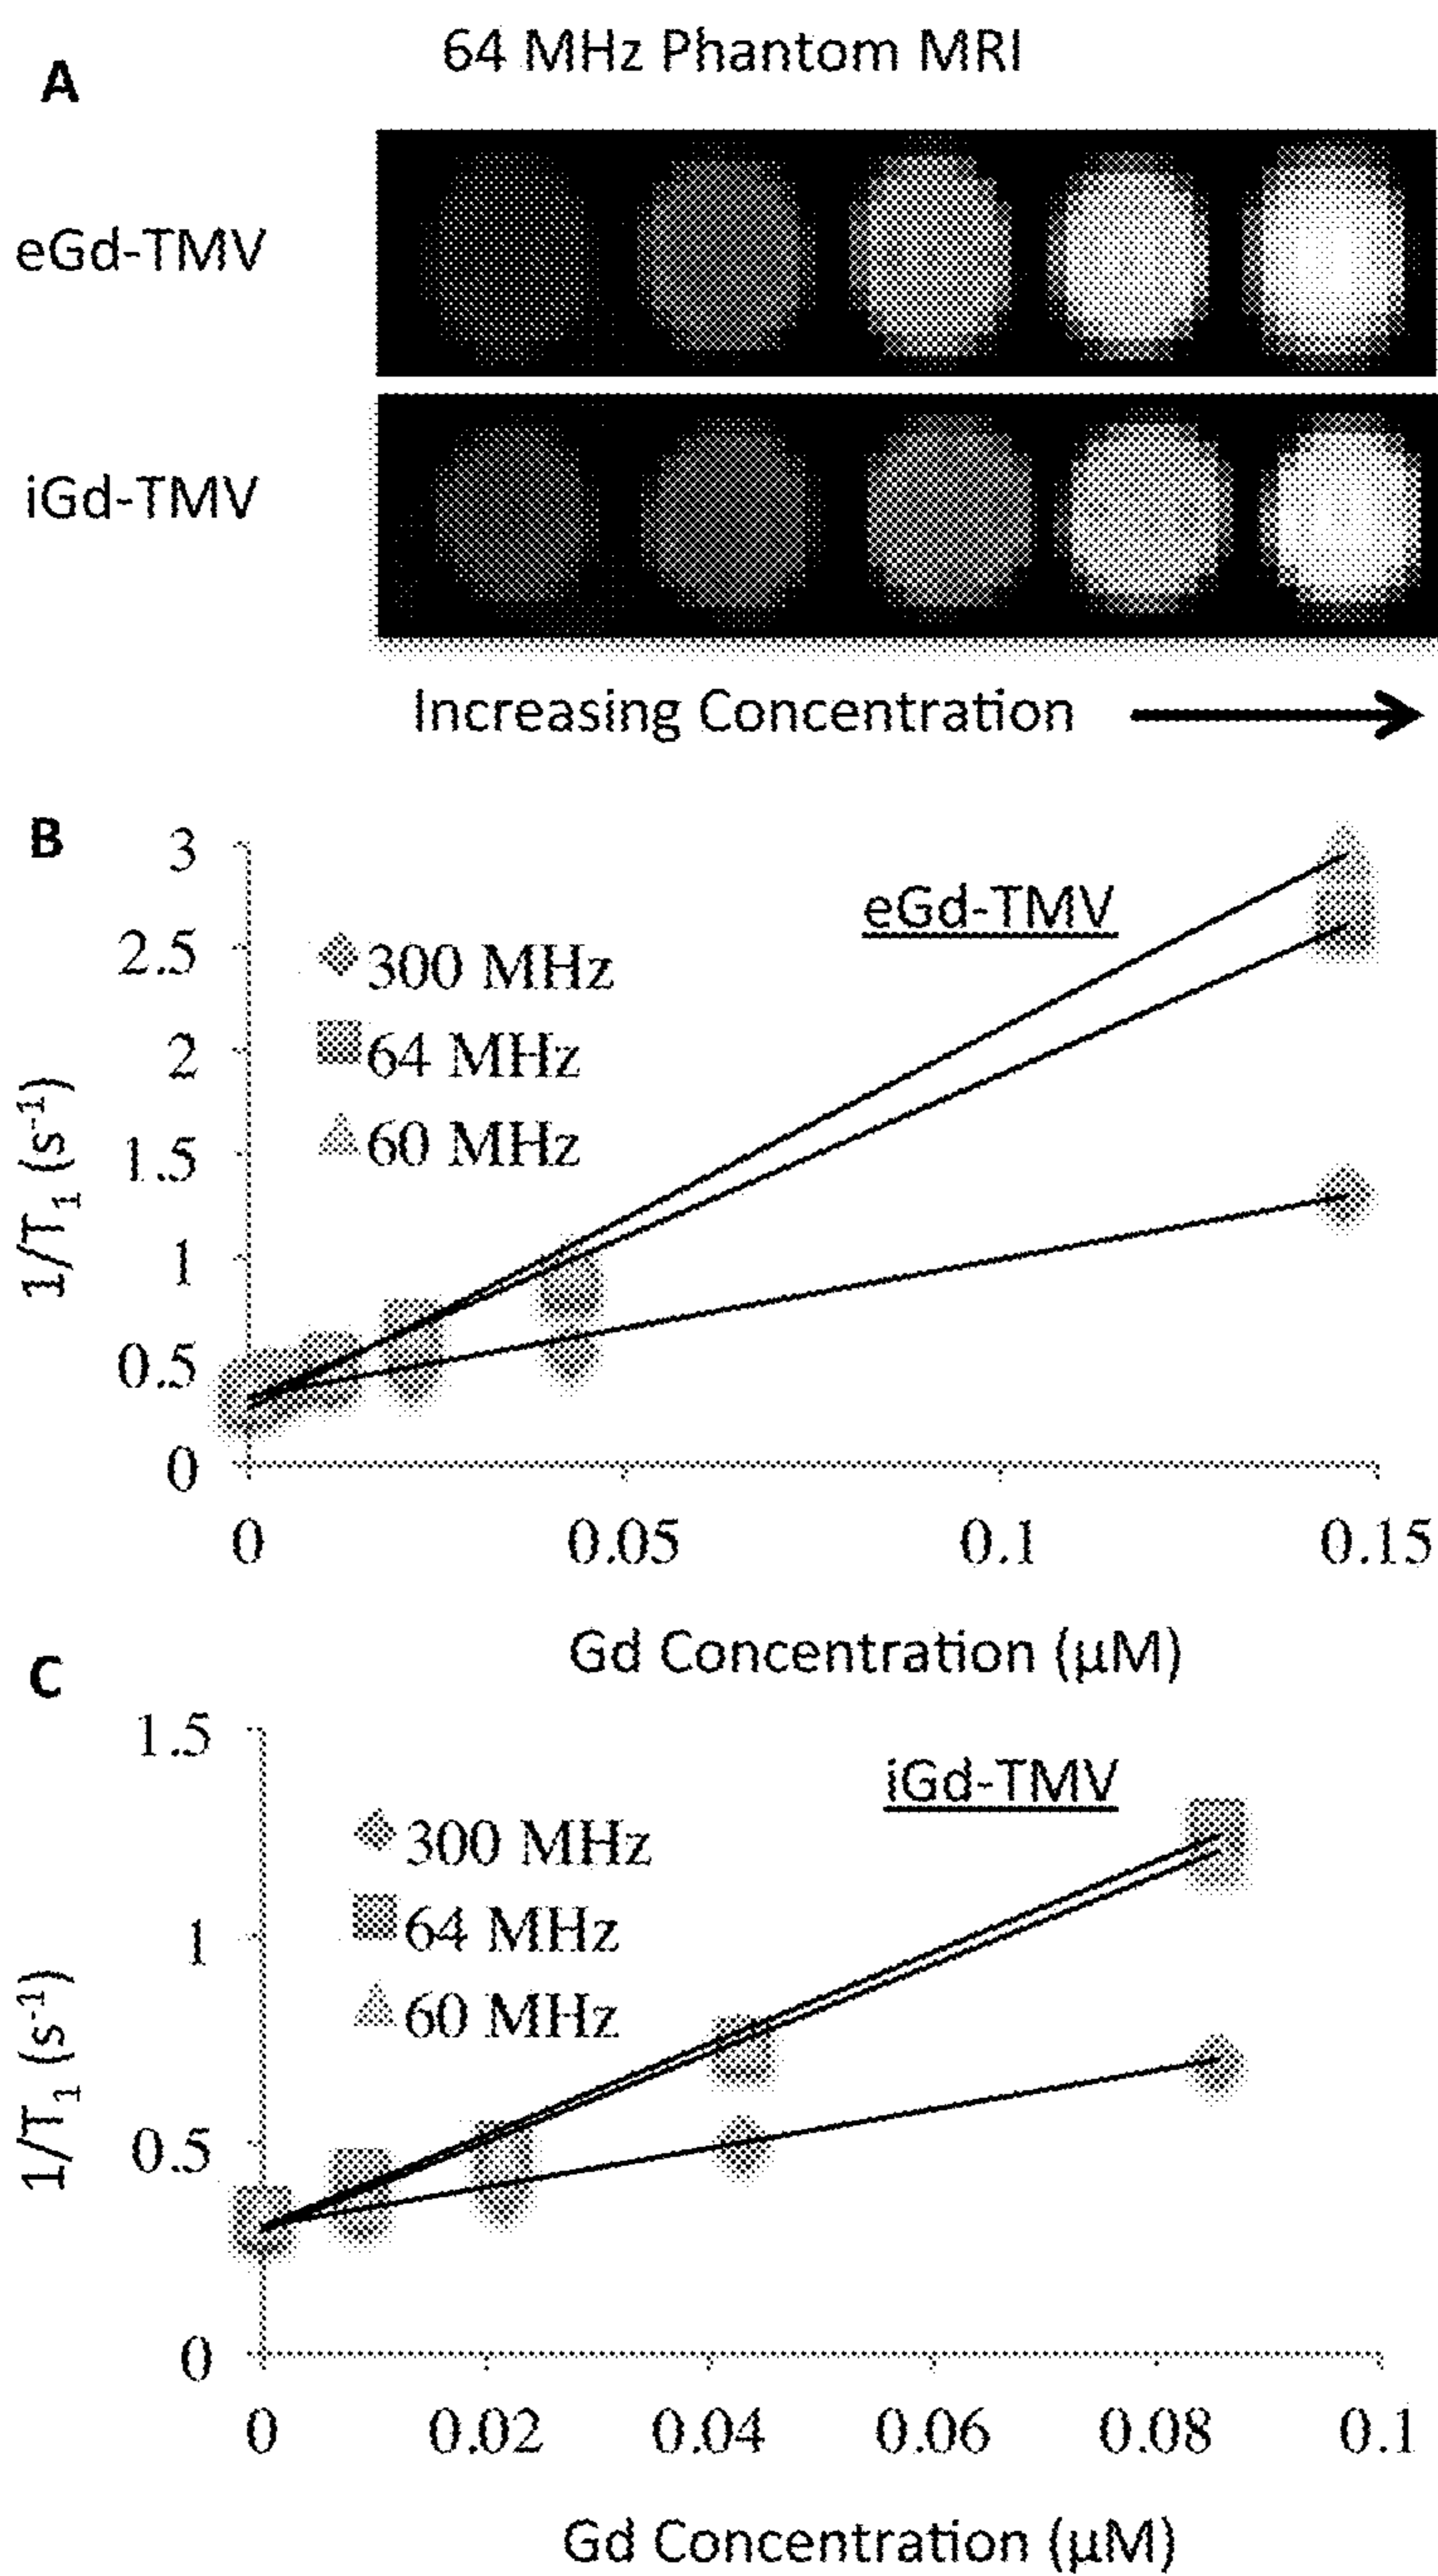 A
64 MHz Phantom MRI
eGd-TMV
iGd-TMV
Increasing Concentration
B
3
2.5
2
1.5
1
0.5
0
1/T₁ (s⁻¹)
eGd-TMV
300 MHz
64 MHz
60 MHz
0 0.05 0.1 0.15
Gd Concentration (μM)
C
1.5
1
0.5
0
1/T₁ (s⁻¹)
iGd-TMV
300 MHz
64 MHz
60 MHz
0 0.02 0.04 0.06 0.08 0.1
Gd Concentration (μM)